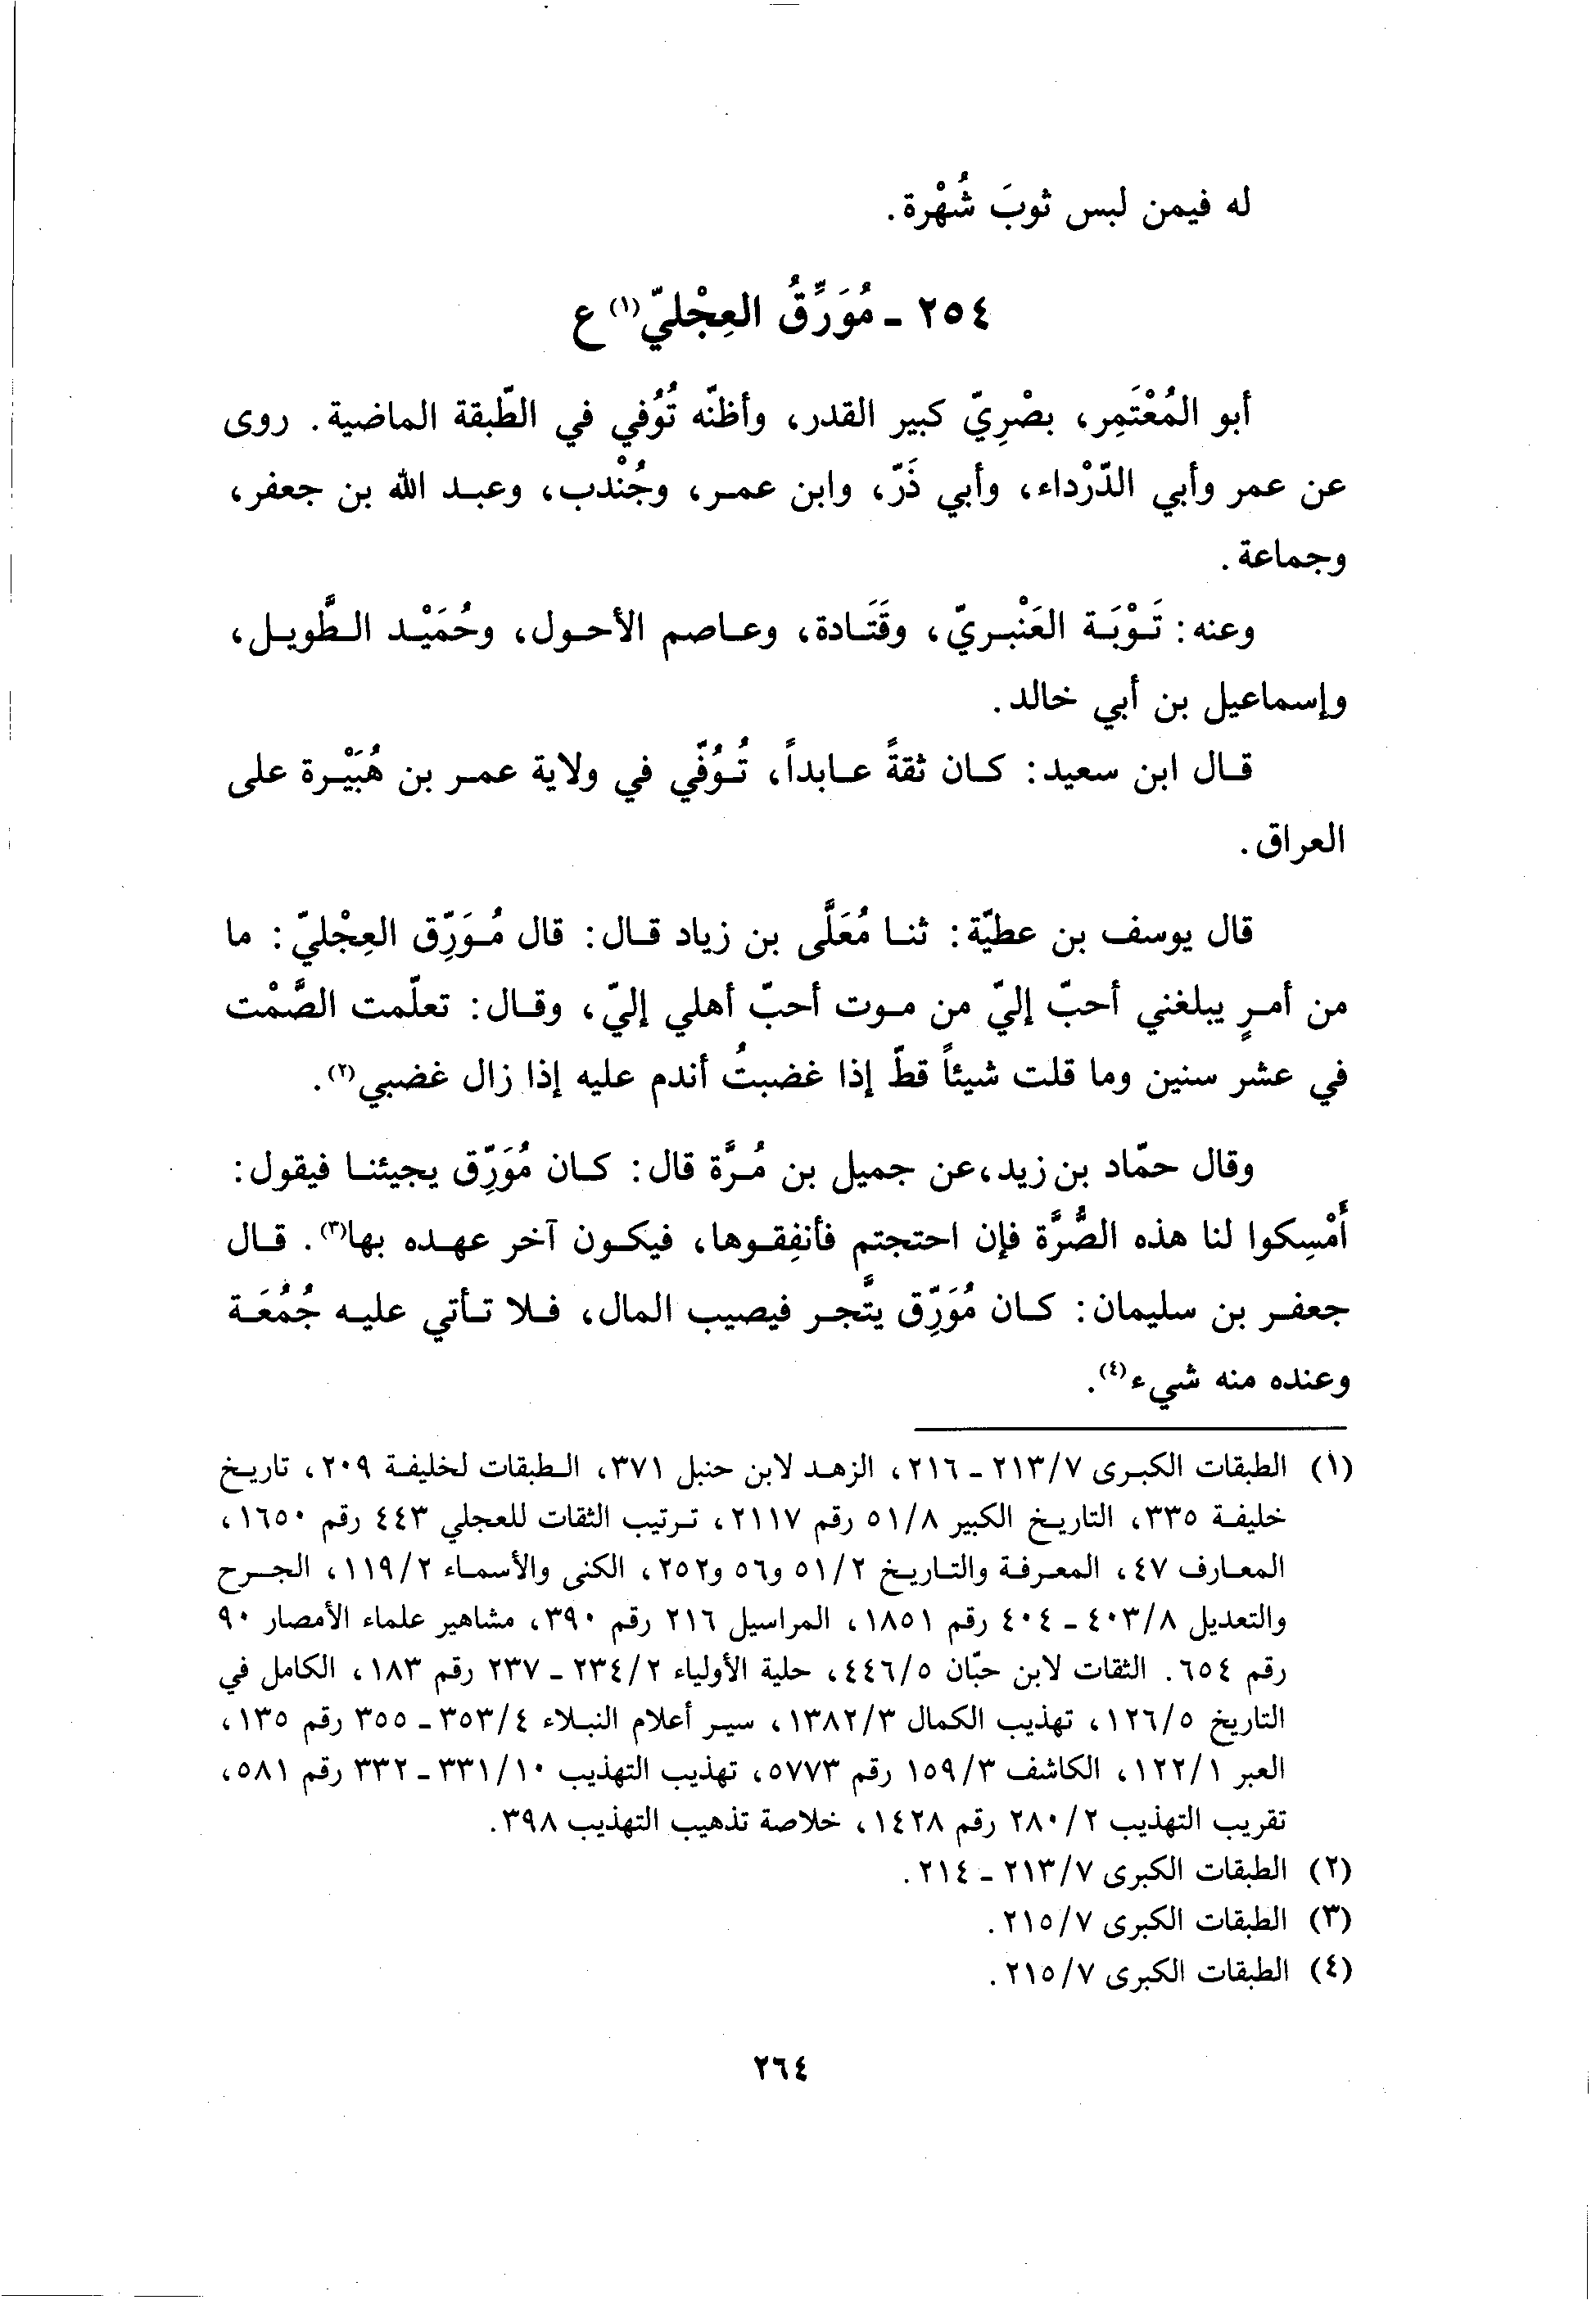 له فيمن لبس ثوبَ شُهْرة.
٢٥٤ - مُوَرِّقُ العِجْليّ(١) ع
أبو المُعْتَمِر، بصْرِيّ كبير القدر، وأظنّه تُوُفي في الطّبقة الماضية. روى
عن عمر وأبي الدّرْداء، وأبي ذَرّ، وابن عمر، وجُنْدب، وعبد الله بن جعفر،
وجماعة.
وعنه: تَوْبَة العَنْبريّ، وقَتَادة، وعاصم الأحول، وحُمَيْد الطَّويل،
وإسماعيل بن أبي خالد.
قال ابن سعيد: كان ثقةً عابداً، تُوُفّي في ولاية عمر بن هُبَيْرة على
العراق.
قال يوسف بن عطيّة: ثنا مُعَلَّى بن زياد قال: قال مُوَرِّق العِجْليّ: ما
من أمرٍ يبلغني أحبّ إليّ من موت أحبّ أهلي إليّ، وقال: تعلّمت الصَّمْت
في عشر سنين وما قلت شيئاً قطّ إذا غضبتُ أندم عليه إذا زال غضبي(٢).
وقال حمّاد بن زيد، عن جميل بن مُرَّة قال: كان مُوَرِّق يجيئنا فيقول:
أَمْسِكوا لنا هذه الصُّرَّة فإن احتجتم فأنفِقوها، فيكون آخر عهده بها(٣). قال
جعفر بن سليمان: كان مُوَرِّق يتَّجر فيصيب المال، فلا تأتي عليه جُمُعَة
وعنده منه شيء(٤).
(١) الطبقات الكبرى ٢١٣/٧ - ٢١٦، الزهد لابن حنبل ٣٧١، الطبقات لخليفة ٢٠٩، تاريخ
خليفة ٣٣٥، التاريخ الكبير ٥١/٨ رقم ٢١١٧، ترتيب الثقات للعجلي ٤٤٣ رقم ١٦٥٠،
المعارف ٤٧، المعرفة والتاريخ ٥١/٢ و٥٦ و٢٥٢، الكنى والأسماء ١١٩/٢، الجرح
والتعديل ٤٠٣/٨ - ٤٠٤ رقم ١٨٥١، المراسيل ٢١٦ رقم ٣٩٠، مشاهير علماء الأمصار ٩٠
رقم ٦٥٤. الثقات لابن حبّان ٤٤٦/٥، حلية الأولياء ٢٣٤/٢ - ٢٣٧ رقم ١٨٣، الكامل في
التاريخ ١٢٦/٥، تهذيب الكمال ١٣٨٢/٣، سير أعلام النبلاء ٣٥٣/٤ - ٣٥٥ رقم ١٣٥،
العبر ١٢٢/١، الكاشف ١٥٩/٣ رقم ٥٧٧٣، تهذيب التهذيب ٣٣١/١٠ - ٣٣٢ رقم ٥٨١،
تقريب التهذيب ٢٨٠/٢ رقم ١٤٢٨، خلاصة تذهيب التهذيب ٣٩٨.
(٢) الطبقات الكبرى ٢١٣/٧ - ٢١٤.
(٣) الطبقات الكبرى ٢١٥/٧.
(٤) الطبقات الكبرى ٢١٥/٧.
٢٦٤